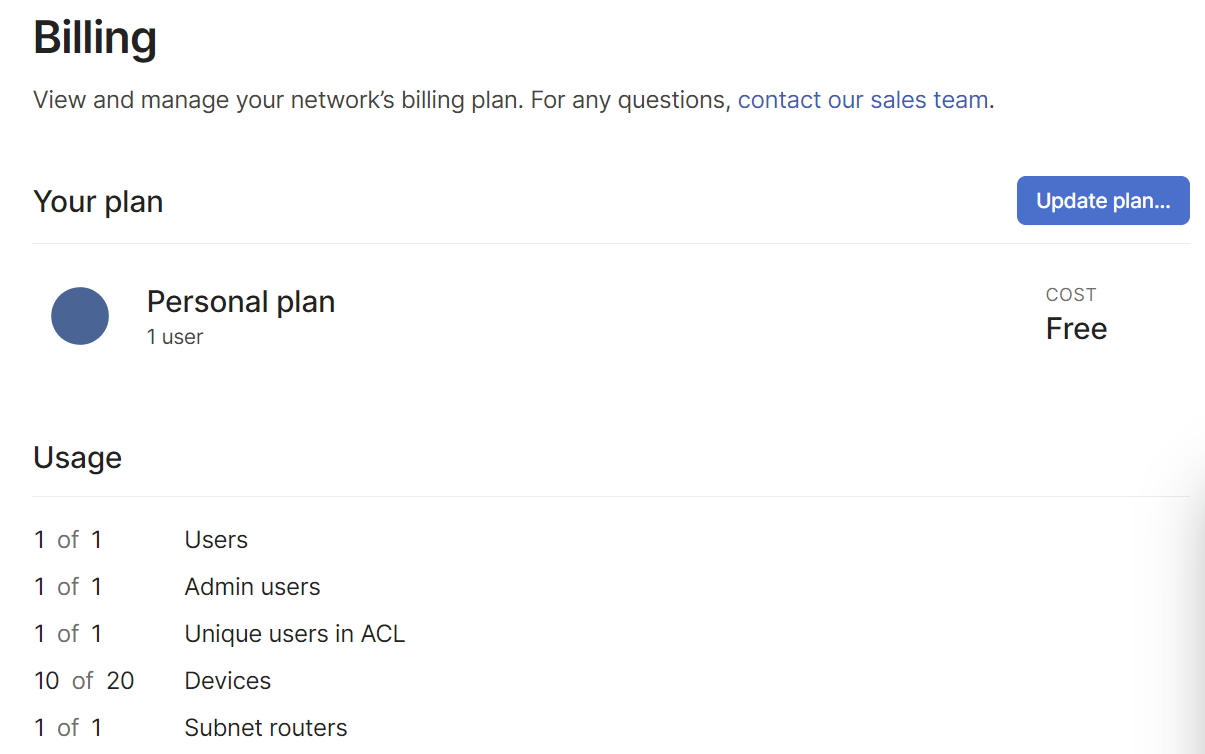 Billing
View and manage your network’s billing plan. For any questions, contact our sales team.
Your plan
Update plan...
Personal plan
1 user
COST
Free
Usage
1 of 1 Users
1 of 1 Admin users
1 of 1 Unique users in ACL
10 of 20 Devices
1 of 1 Subnet routers